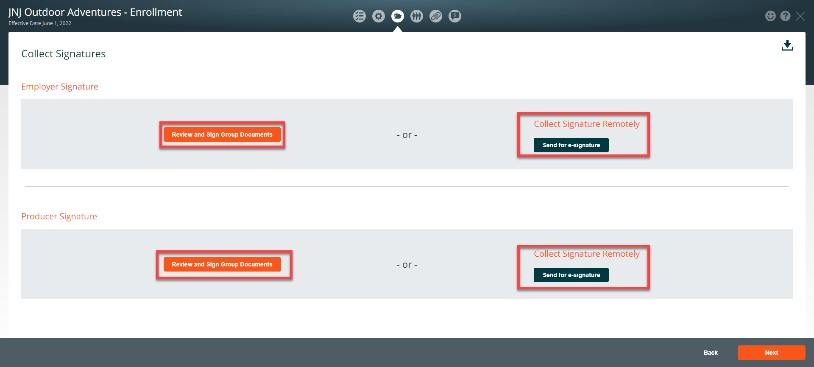 JNJ Outdoor Adventures - Enrollment
Effective Date June 1, 2022
Collect Signatures
Employer Signature
Review and Sign Group Documents
- or -
Collect Signature Remotely
Send for e-signature
Producer Signature
Review and Sign Group Documents
- or -
Collect Signature Remotely
Send for e-signature
Back
Next